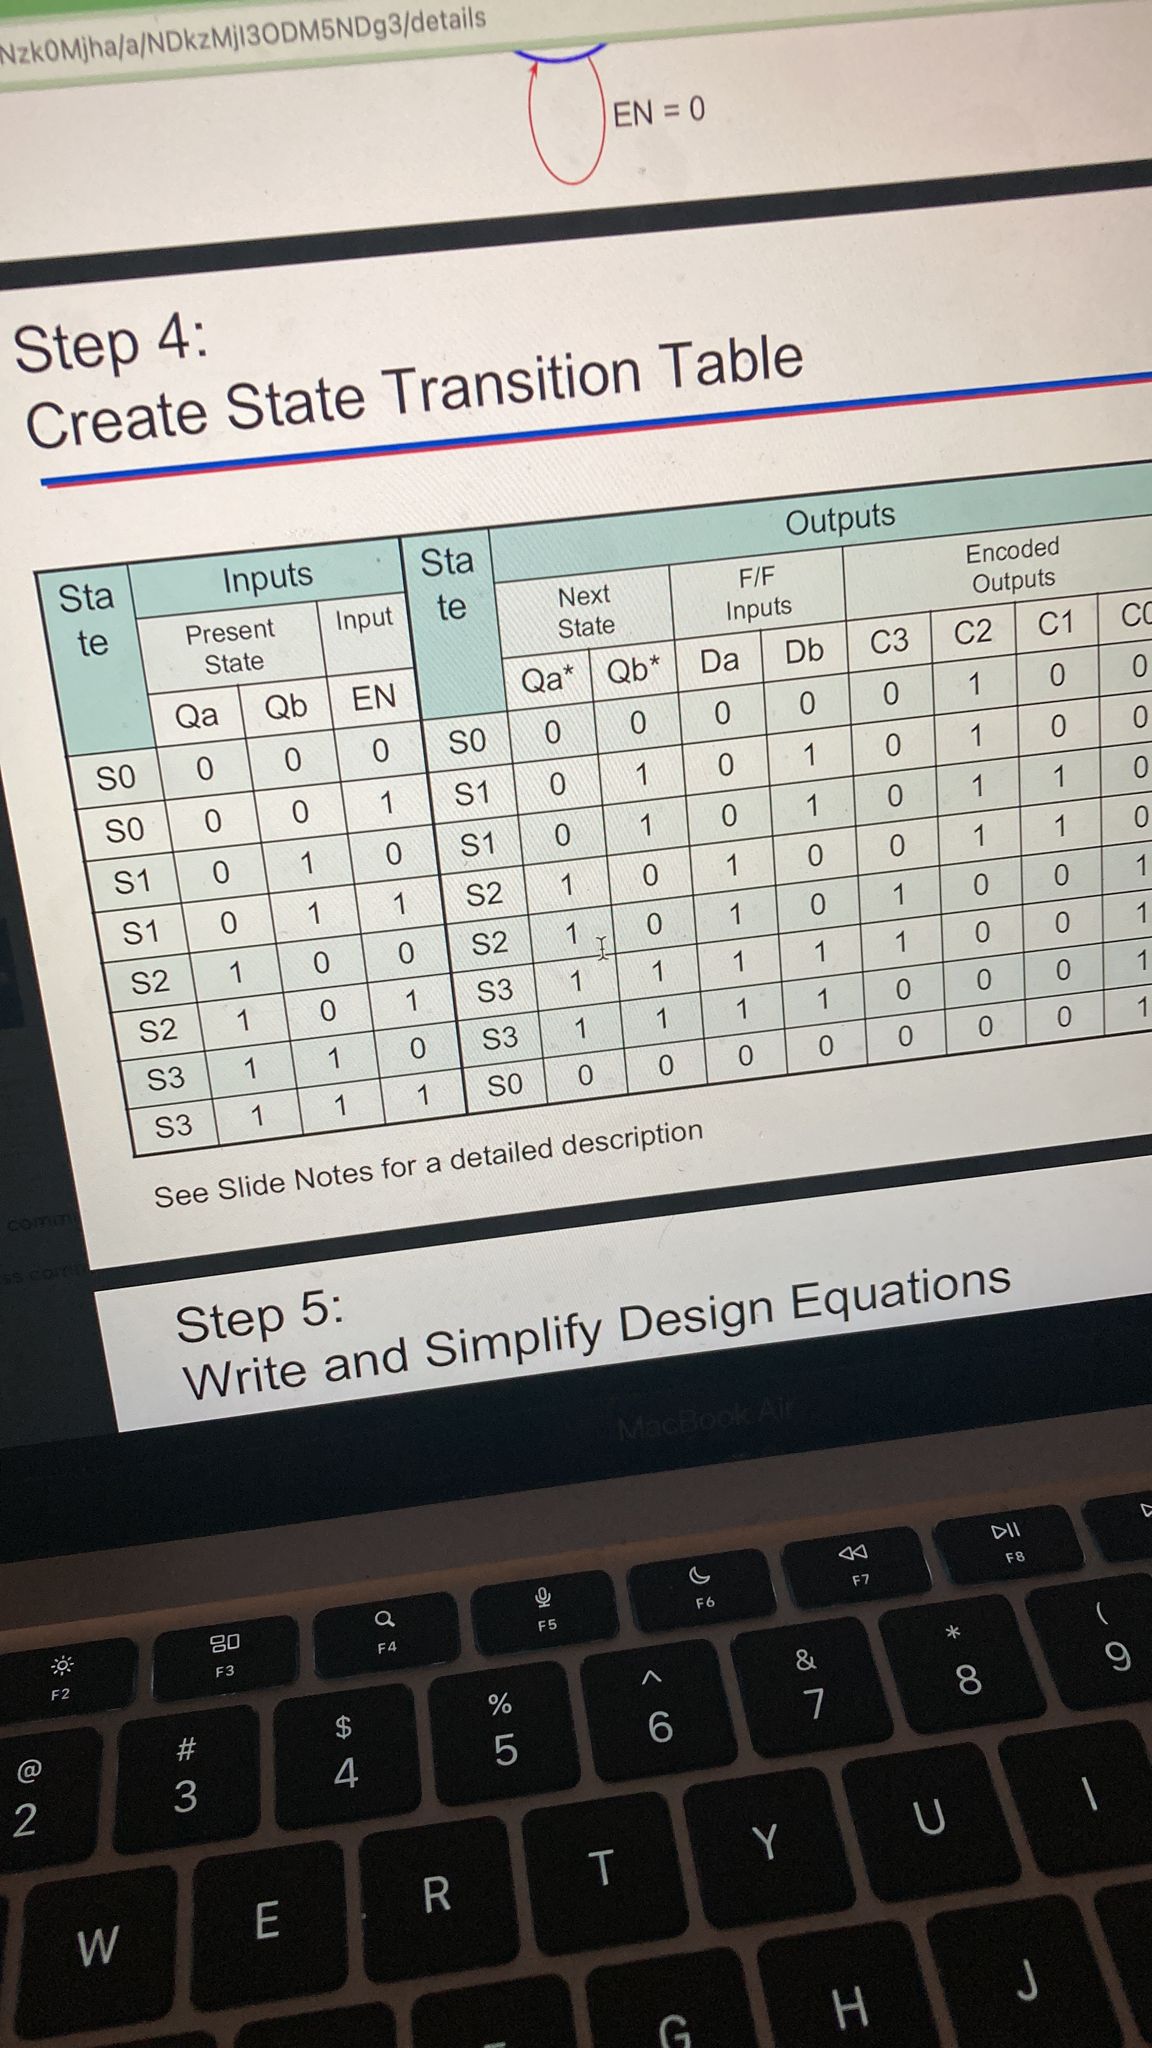 Nzk0Mjha/a/NDkzMjI3ODM5NDg3/details
EN = 0
Step 4:
Create State Transition Table
State Inputs State Outputs
Present State Input Next State F/F Inputs Encoded Outputs
Qa Qb EN Qa* Qb* Da Db C3 C2 C1 C0
S0 0 0 0 S0 0 0 0 0 0 1 0 0
S0 0 0 1 S1 0 1 0 1 0 1 0 0
S1 0 1 0 S1 0 1 0 1 0 1 1 0
S1 0 1 1 S2 1 0 1 0 0 1 1 0
S2 1 0 0 S2 1 0 1 0 1 0 0 1
S2 1 0 1 S3 1 1 1 1 1 0 0 1
S3 1 1 0 S3 1 1 1 1 0 0 0 1
S3 1 1 1 S0 0 0 0 0 0 0 0 1
See Slide Notes for a detailed description
Step 5:
Write and Simplify Design Equations
MacBook Air
F2 F3 F4 F5 F6 F7 F8
@ # $ % ^ & * (
2 3 4 5 6 7 8 9
W E R T Y U I
G H J